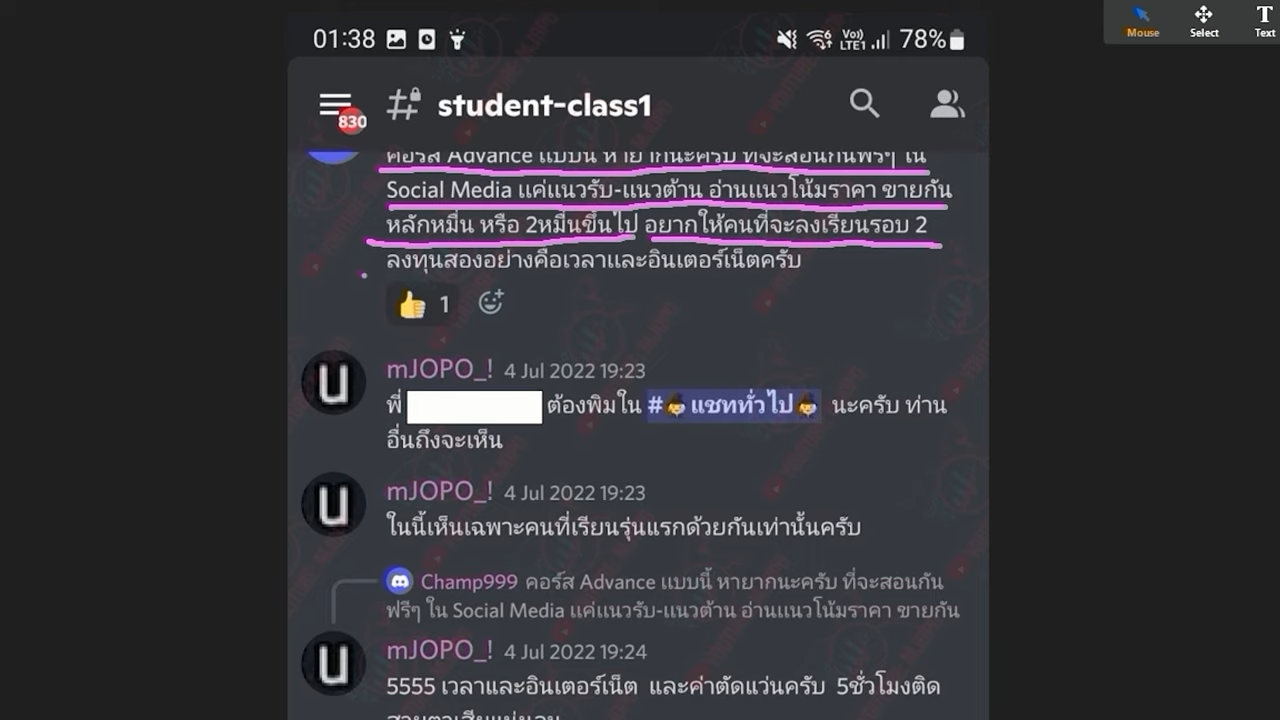 01:38 Vo) LTE1 78%
Mouse Select Text
830 # student-class1
คอร์ส Advance แบบนี้ หายากนะครับ ที่จะสอนกันฟรีๆ ใน
Social Media แค่แนวรับ-แนวต้าน อ่านแนวโน้มราคา ขายกัน
หลักหมื่น หรือ 2หมื่นขึ้นไป อยากให้คนที่จะลงเรียนรอบ 2
ลงทุนสองอย่างคือเวลาและอินเตอร์เน็ตครับ
👍 1
mJOPO_! 4 Jul 2022 19:23
พี่ ต้องพิมใน # แชททั่วไป นะครับ ท่าน
อื่นถึงจะเห็น
mJOPO_! 4 Jul 2022 19:23
ในนี้เห็นเฉพาะคนที่เรียนรุ่นแรกด้วยกันเท่านั้นครับ
Champ999 คอร์ส Advance แบบนี้ หายากนะครับ ที่จะสอนกัน
ฟรีๆ ใน Social Media แค่แนวรับ-แนวต้าน อ่านแนวโน้มราคา ขายกัน
mJOPO_! 4 Jul 2022 19:24
5555 เวลาและอินเตอร์เน็ต และค่าตัดแว่นครับ 5ชั่วโมงติด